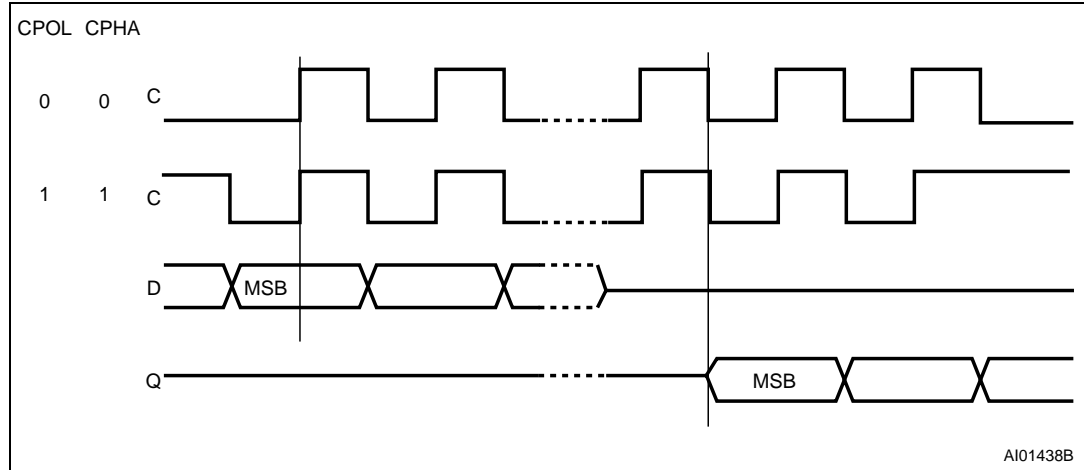 CPOL CPHA
0 0 C
1 1 C
D MSB
Q MSB
AI01438B